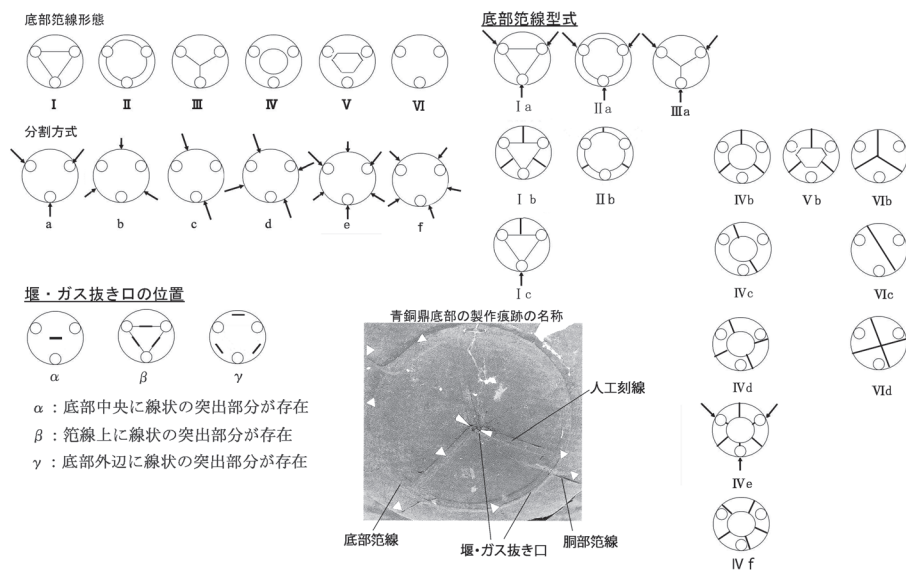 底部笵線形態
Ⅰ Ⅱ Ⅲ Ⅳ Ⅴ Ⅵ
分割方式
a b c d e f
堰・ガス抜き口の位置
α β γ
α：底部中央に線状の突出部分が存在
β：笵線上に線状の突出部分が存在
γ：底部外辺に線状の突出部分が存在
底部笵線型式
Ⅰa Ⅱa Ⅲa
Ⅰb Ⅱb Ⅳb Ⅴb Ⅵb
Ⅰc Ⅳc Ⅵc
Ⅳd Ⅵd
Ⅳe
Ⅳf
青銅鼎底部の製作痕跡の名称
人工刻線
底部笵線
堰・ガス抜き口
胴部笵線